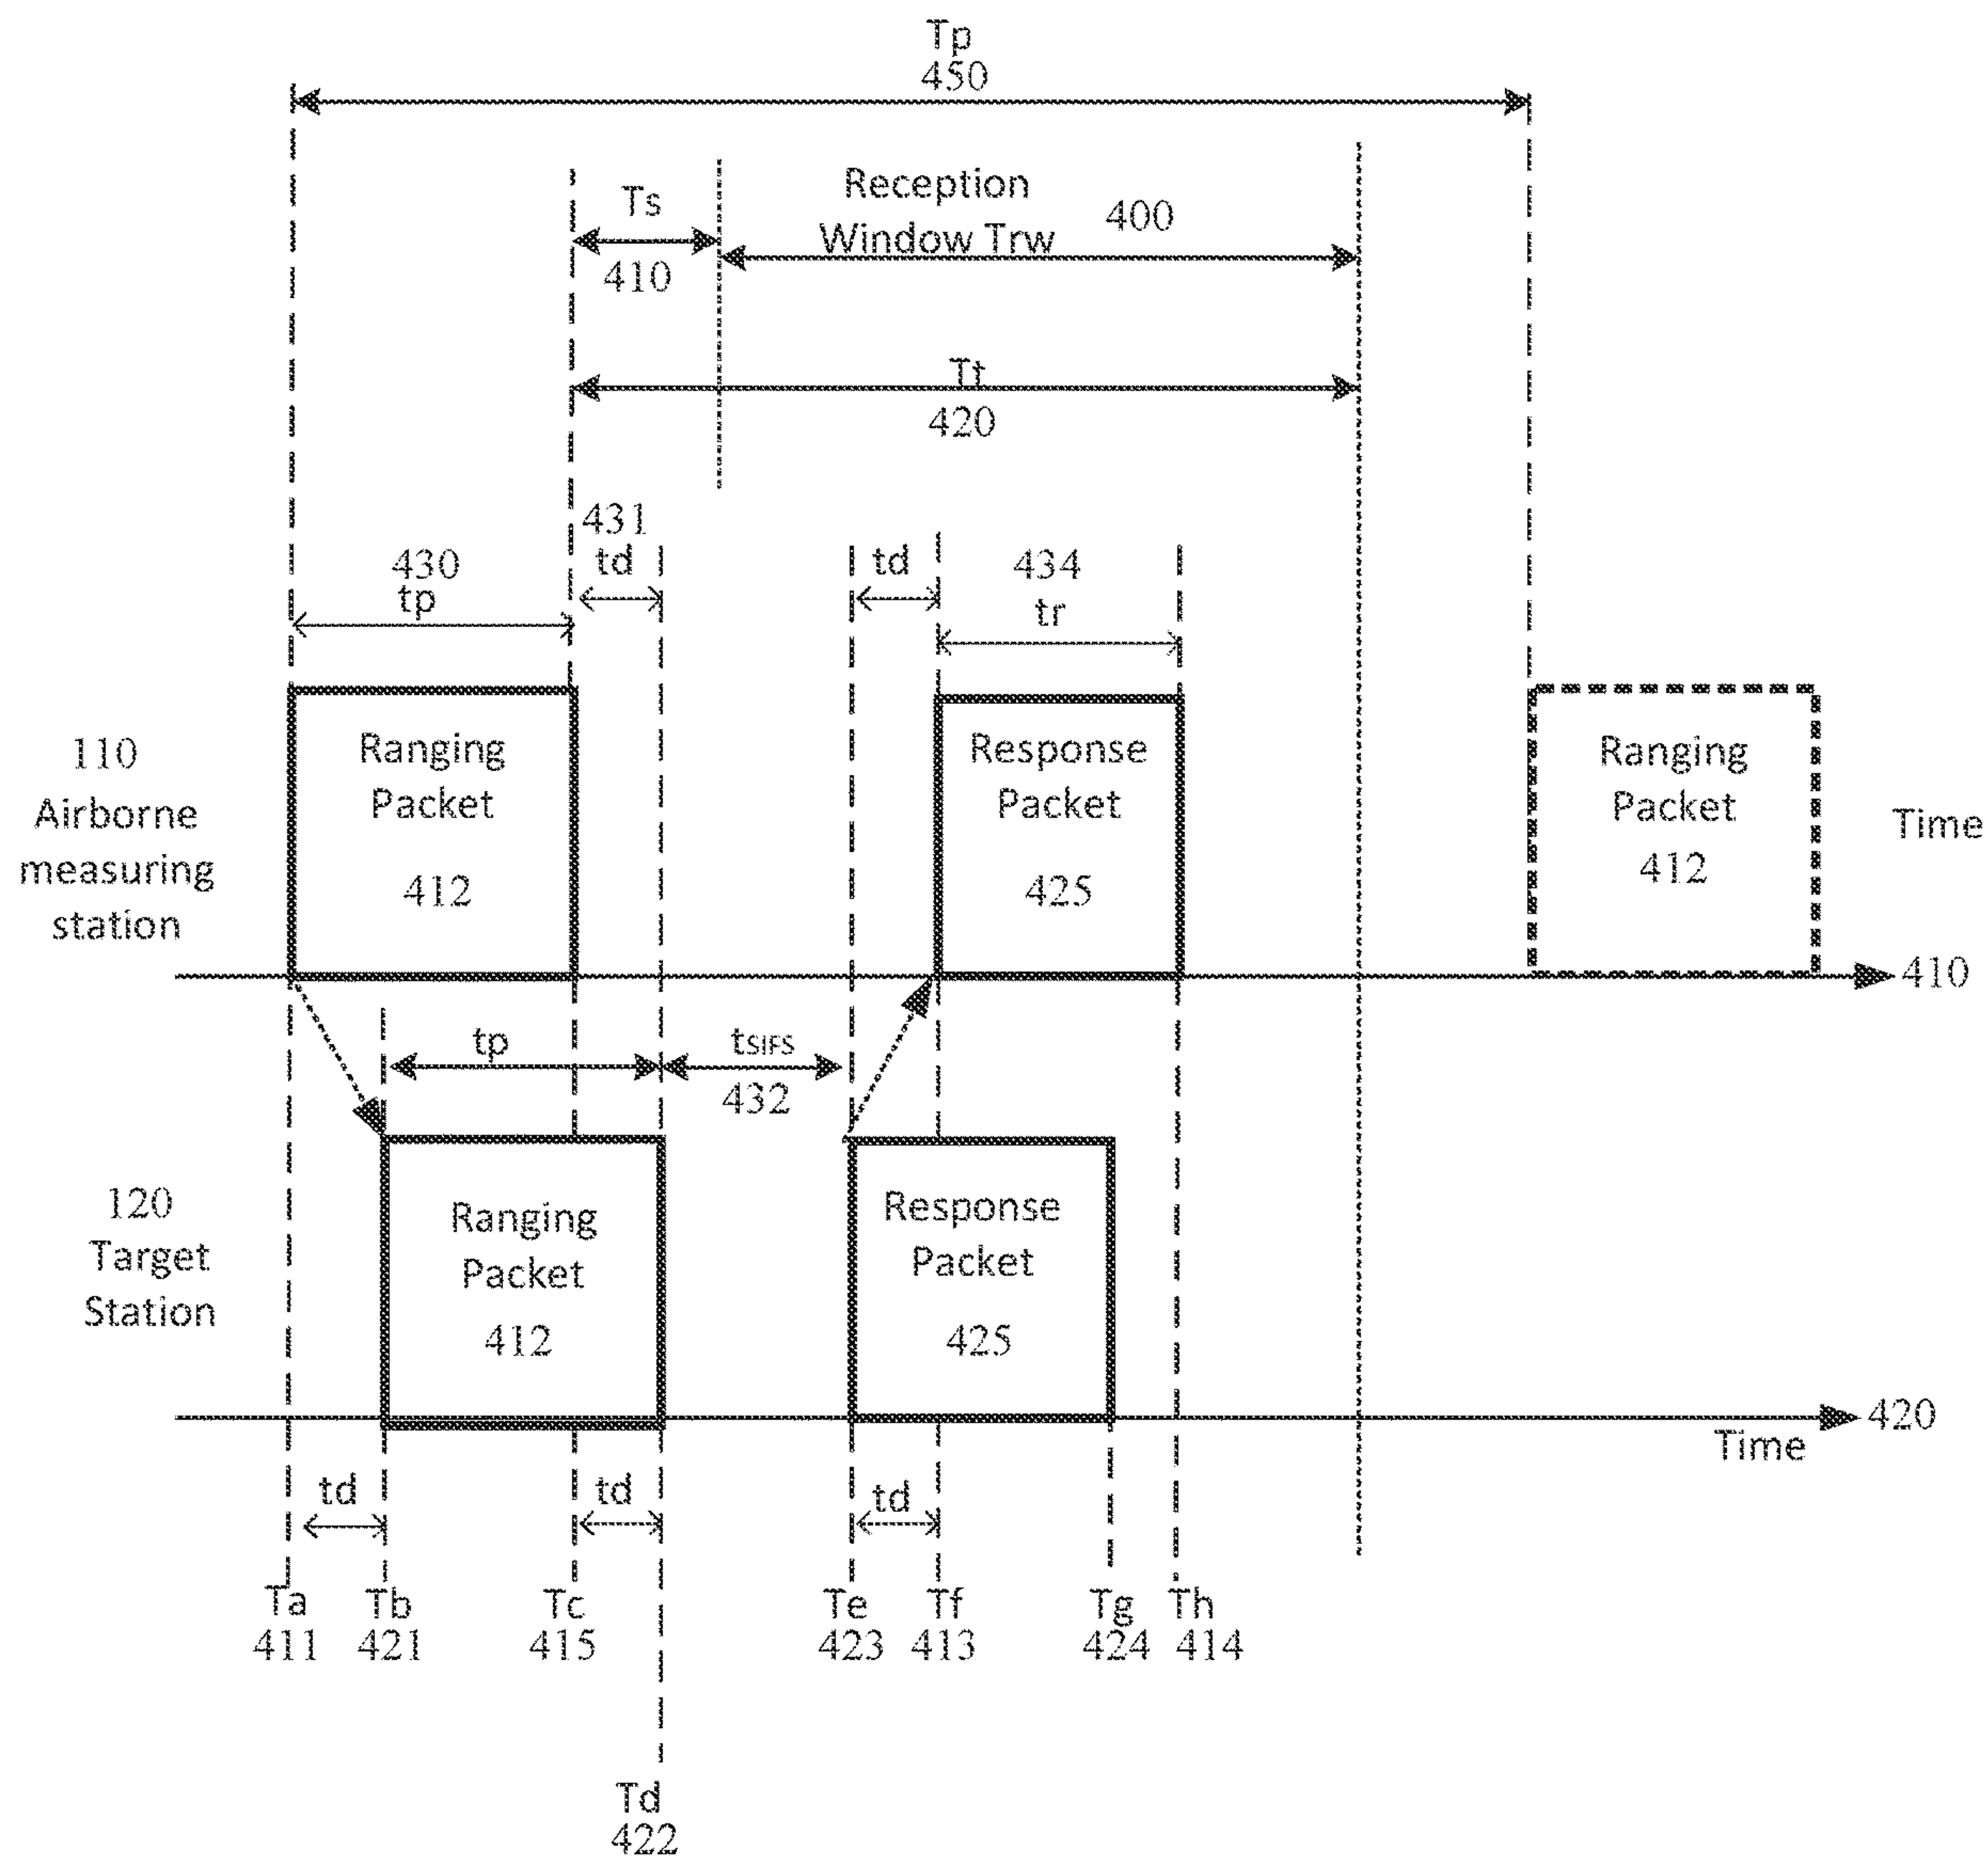 Tp
450
Ts
410
Reception
Window Trw
400
Tt
420
431
td
430
tp
td
434
tr
110
Airborne
measuring
station
Ranging
Packet
412
Response
Packet
425
Ranging
Packet
412
Time
410
tp
tSIFS
432
120
Target
Station
Ranging
Packet
412
Response
Packet
425
420
Time
td
td
td
Ta
411
Tb
421
Tc
415
Te
423
Tf
413
Tg
424
Th
414
Td
422